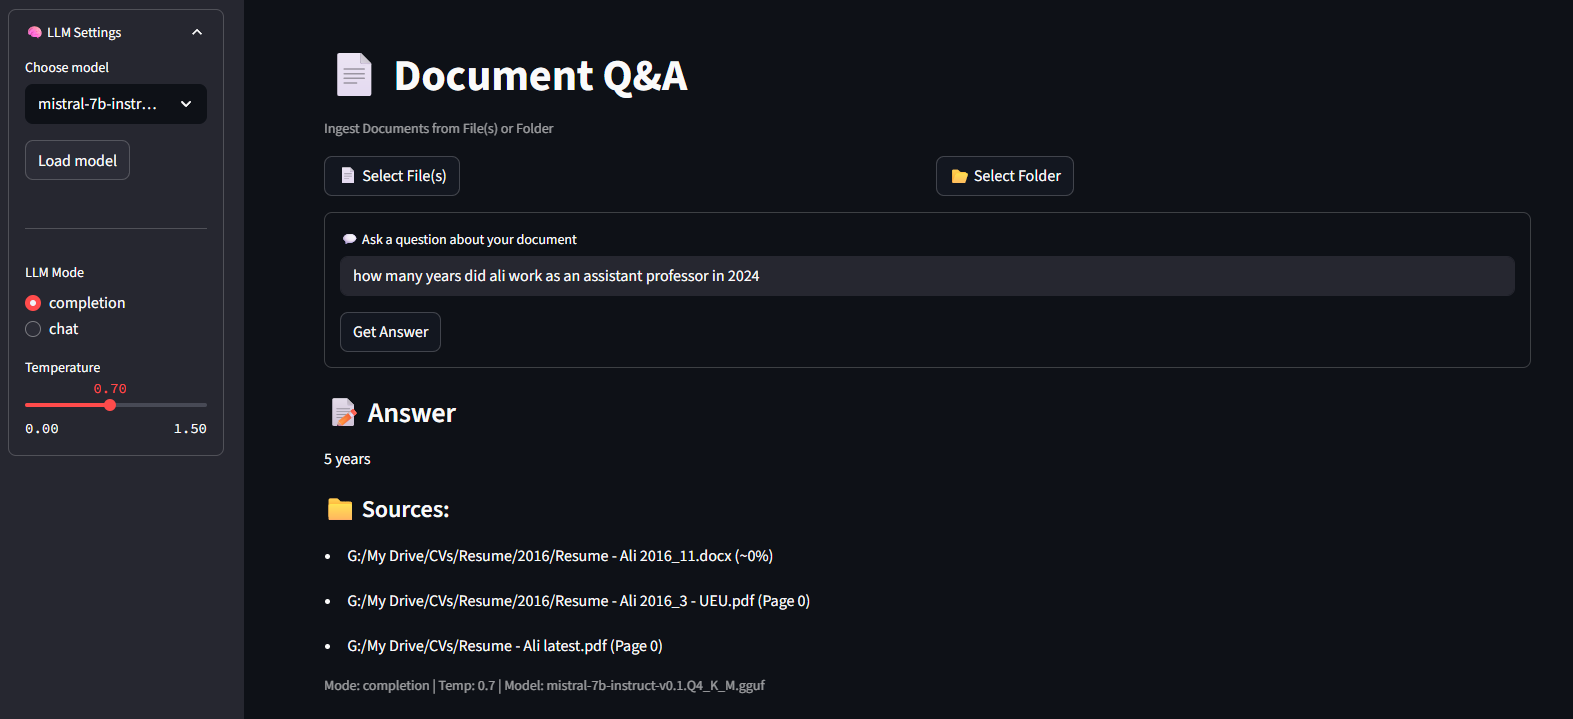 LLM Settings
Choose model
mistral-7b-instr...
Load model
LLM Mode
completion
chat
Temperature
0.70
0.00 1.50
Document Q&A
Ingest Documents from File(s) or Folder
Select File(s)
Select Folder
Ask a question about your document
how many years did ali work as an assistant professor in 2024
Get Answer
Answer
5 years
Sources:
G:/My Drive/CVs/Resume/2016/Resume - Ali 2016_11.docx (~0%)
G:/My Drive/CVs/Resume/2016/Resume - Ali 2016_3 - UEU.pdf (Page 0)
G:/My Drive/CVs/Resume - Ali latest.pdf (Page 0)
Mode: completion | Temp: 0.7 | Model: mistral-7b-instruct-v0.1.Q4_K_M.gguf